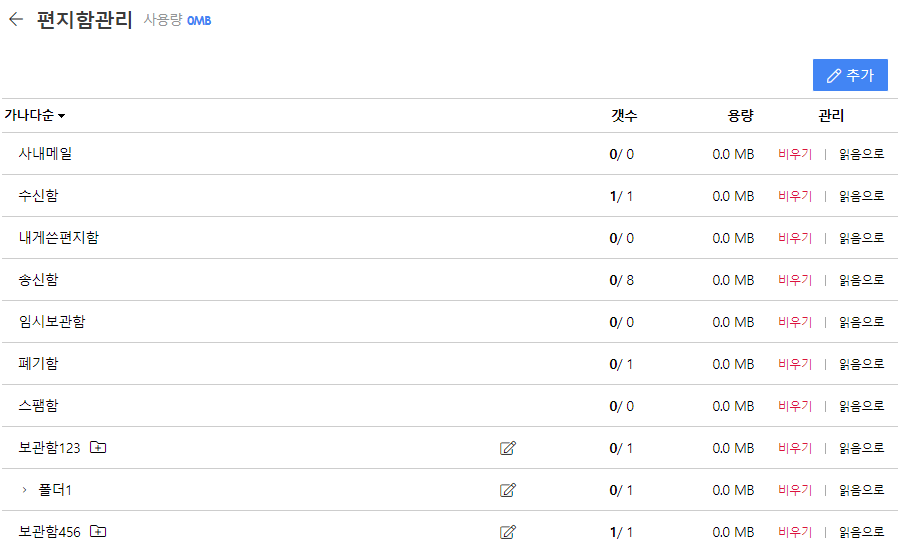 편지함관리 사용량 0MB
추가
가나다순 갯수 용량 관리
사내메일 0/ 0 0.0 MB 비우기 | 읽음으로
수신함 1/ 1 0.0 MB 비우기 | 읽음으로
내게쓴편지함 0/ 0 0.0 MB 비우기 | 읽음으로
송신함 0/ 8 0.0 MB 비우기 | 읽음으로
임시보관함 0/ 0 0.0 MB 비우기 | 읽음으로
폐기함 0/ 1 0.0 MB 비우기 | 읽음으로
스팸함 0/ 0 0.0 MB 비우기 | 읽음으로
보관함123 0/ 1 0.0 MB 비우기 | 읽음으로
> 폴더1 0/ 1 0.0 MB 비우기 | 읽음으로
보관함456 1/ 1 0.0 MB 비우기 | 읽음으로